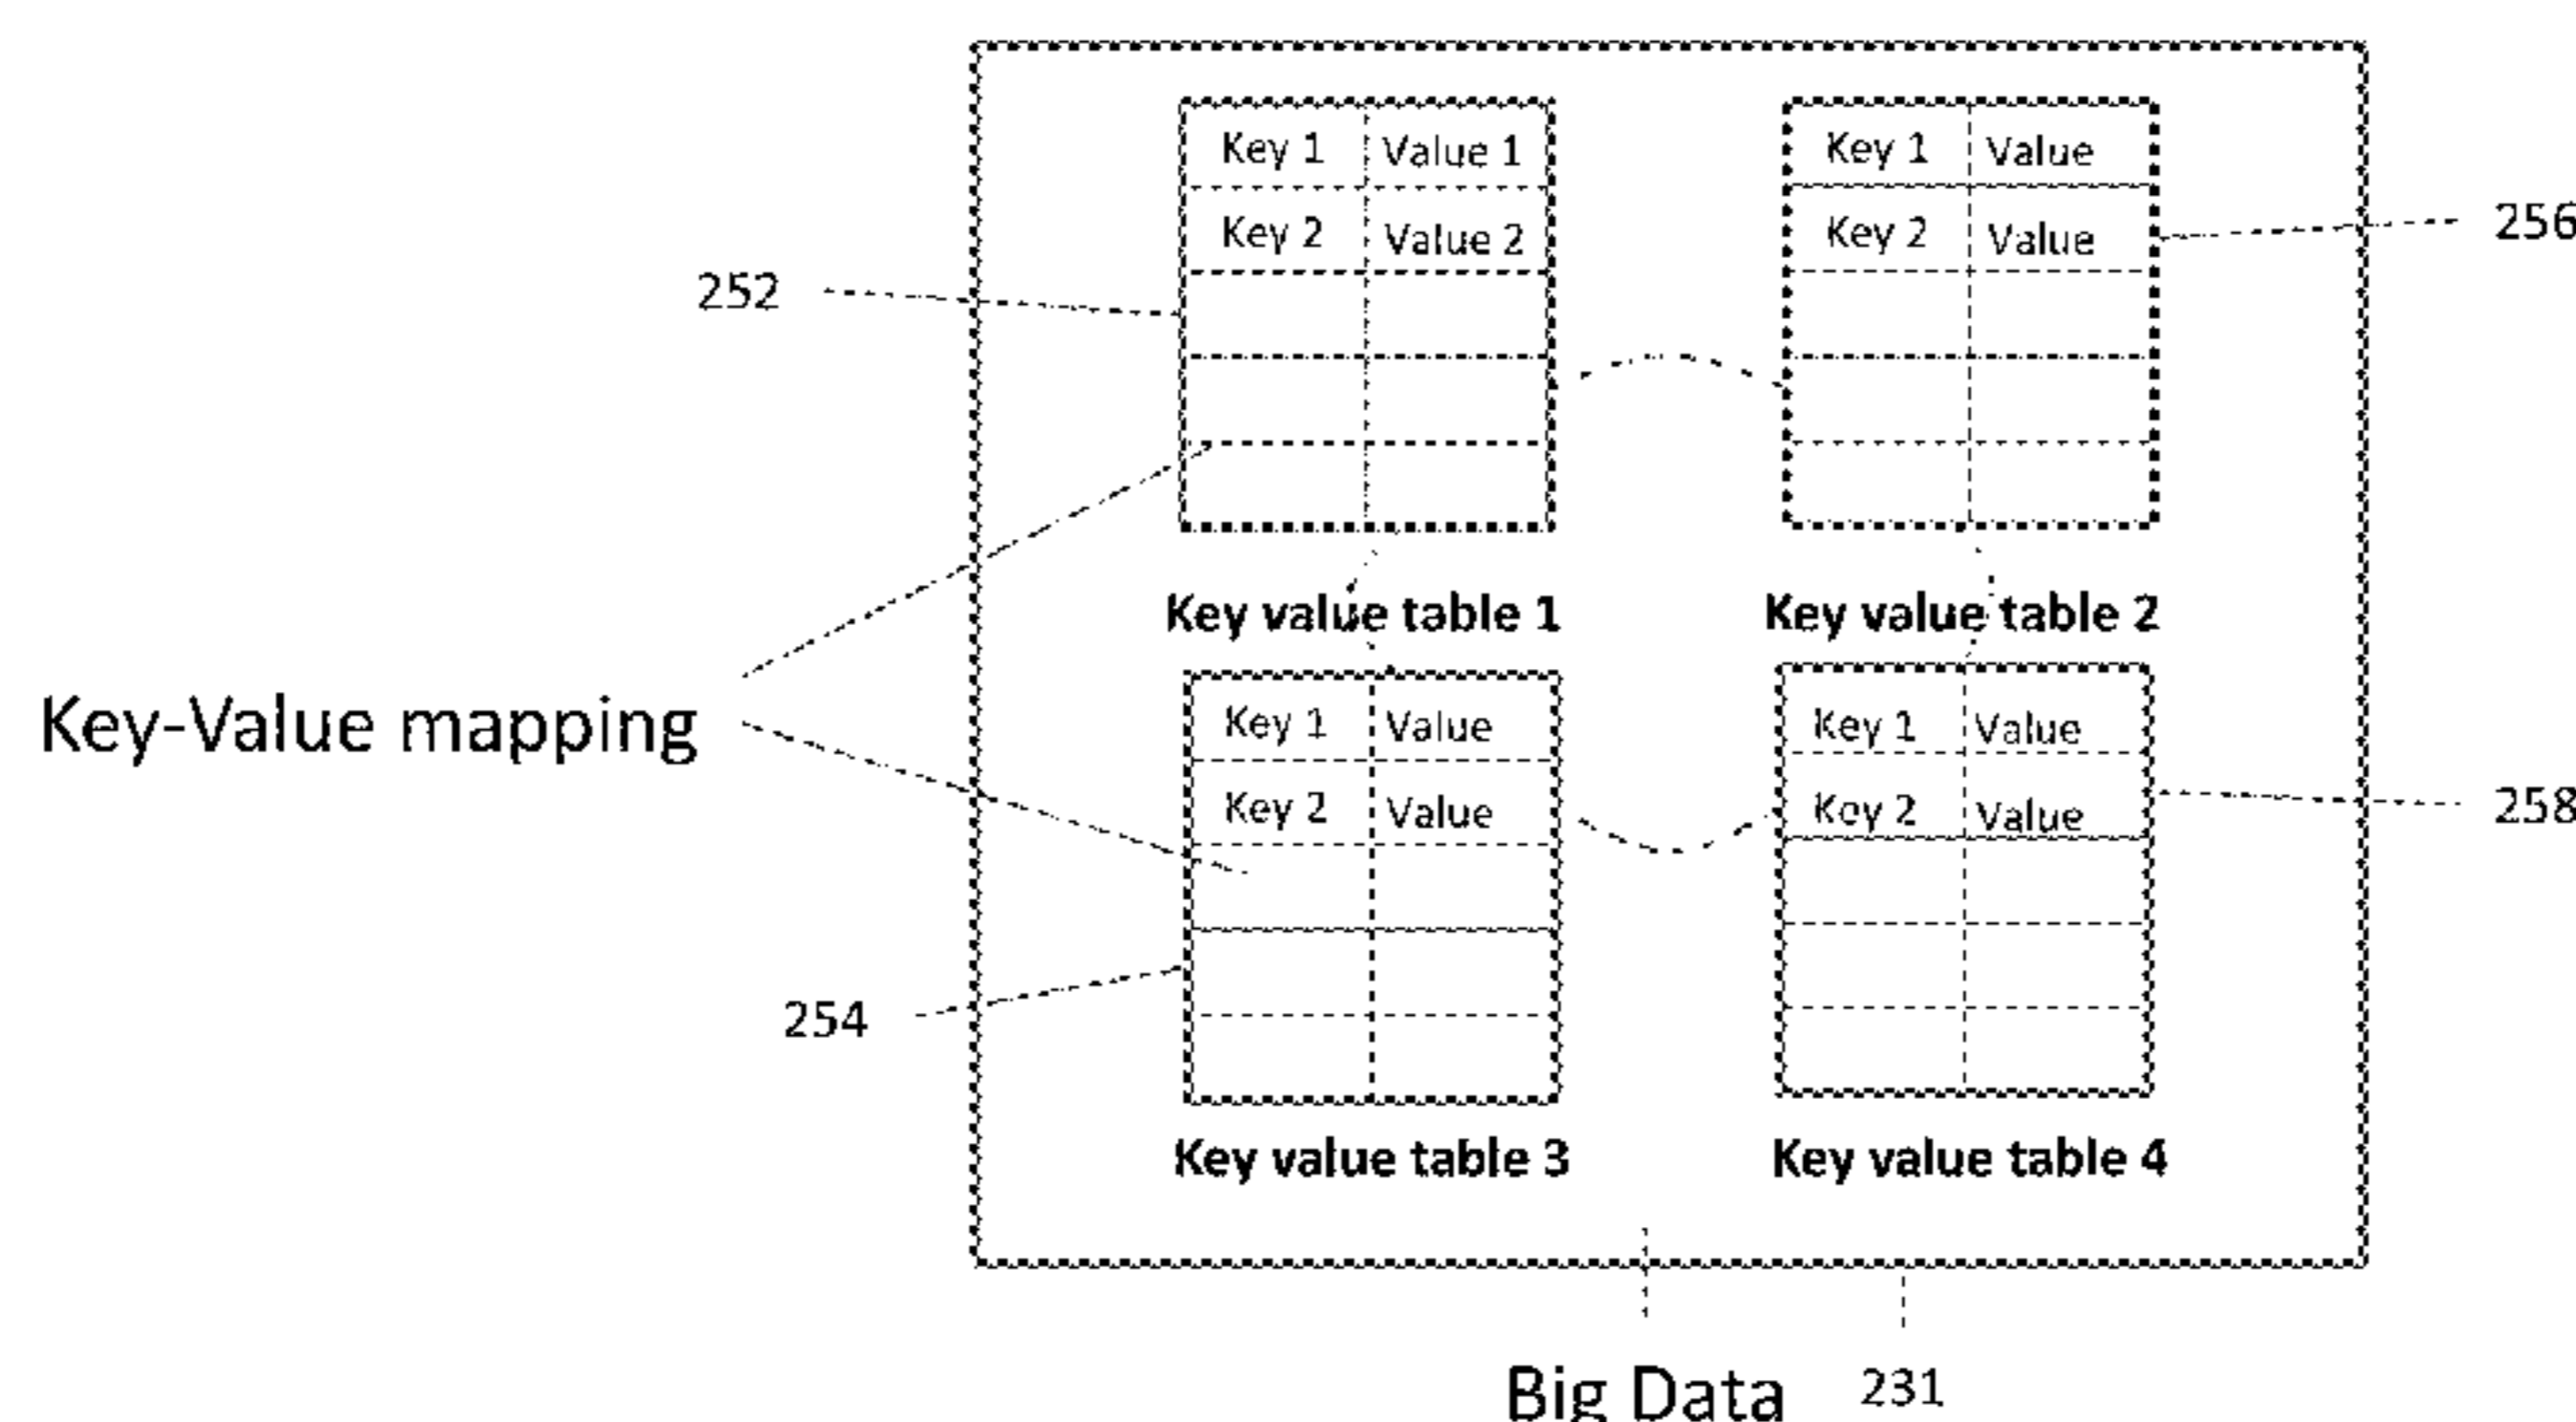 Key 1 Value 1 Key 1 Value
Key 2 Value 2 Key 2 Value
256
252
Key value table 1 Key value table 2
Key-Value mapping
Key 1 Value Key 1 Value
Key 2 Value Key 2 Value
258
254
Key value table 3 Key value table 4
Big Data 231